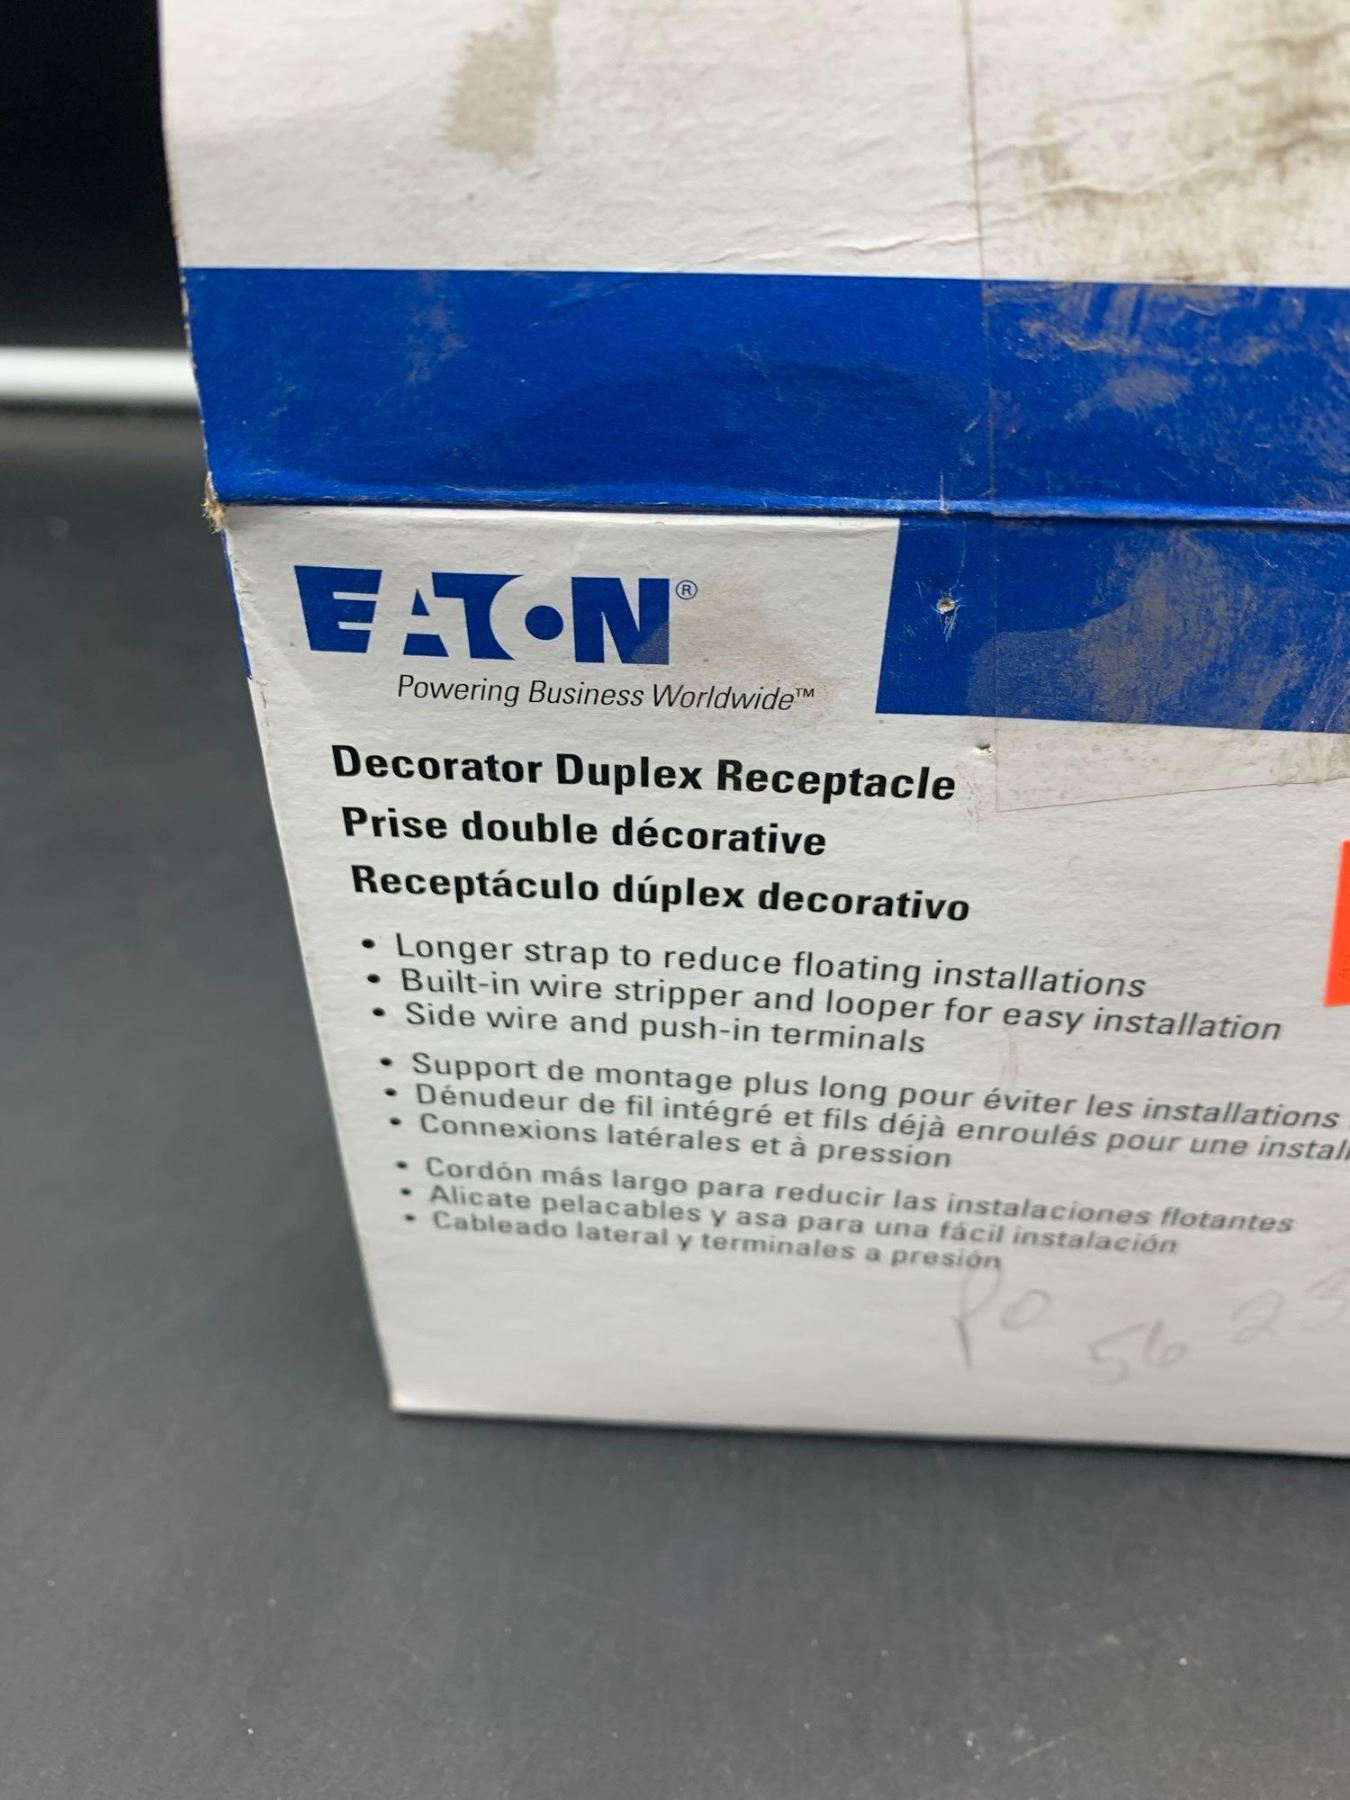 EATON®
Powering Business Worldwide™
Decorator Duplex Receptacle
Prise double décorative
Receptáculo dúplex decorativo
• Longer strap to reduce floating installations
• Built-in wire stripper and looper for easy installation
• Side wire and push-in terminals
• Support de montage plus long pour éviter les installations
• Dénudeur de fil intégré et fils déjà enroulés pour une install
• Connexions latérales et à pression
• Cordón más largo para reducir las instalaciones flotantes
• Alicate pelacables y asa para una fácil instalación
• Cableado lateral y terminales a presión
Po 56 23